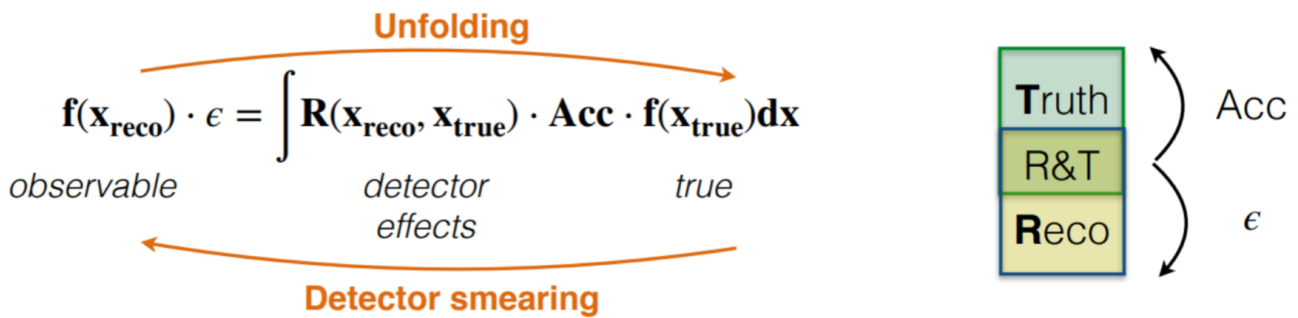 Unfolding
f(x_reco) · ϵ = ∫ R(x_reco, x_true) · Acc · f(x_true)dx
observable
detector
effects
true
Detector smearing
Truth
R&T
Reco
Acc
ϵ